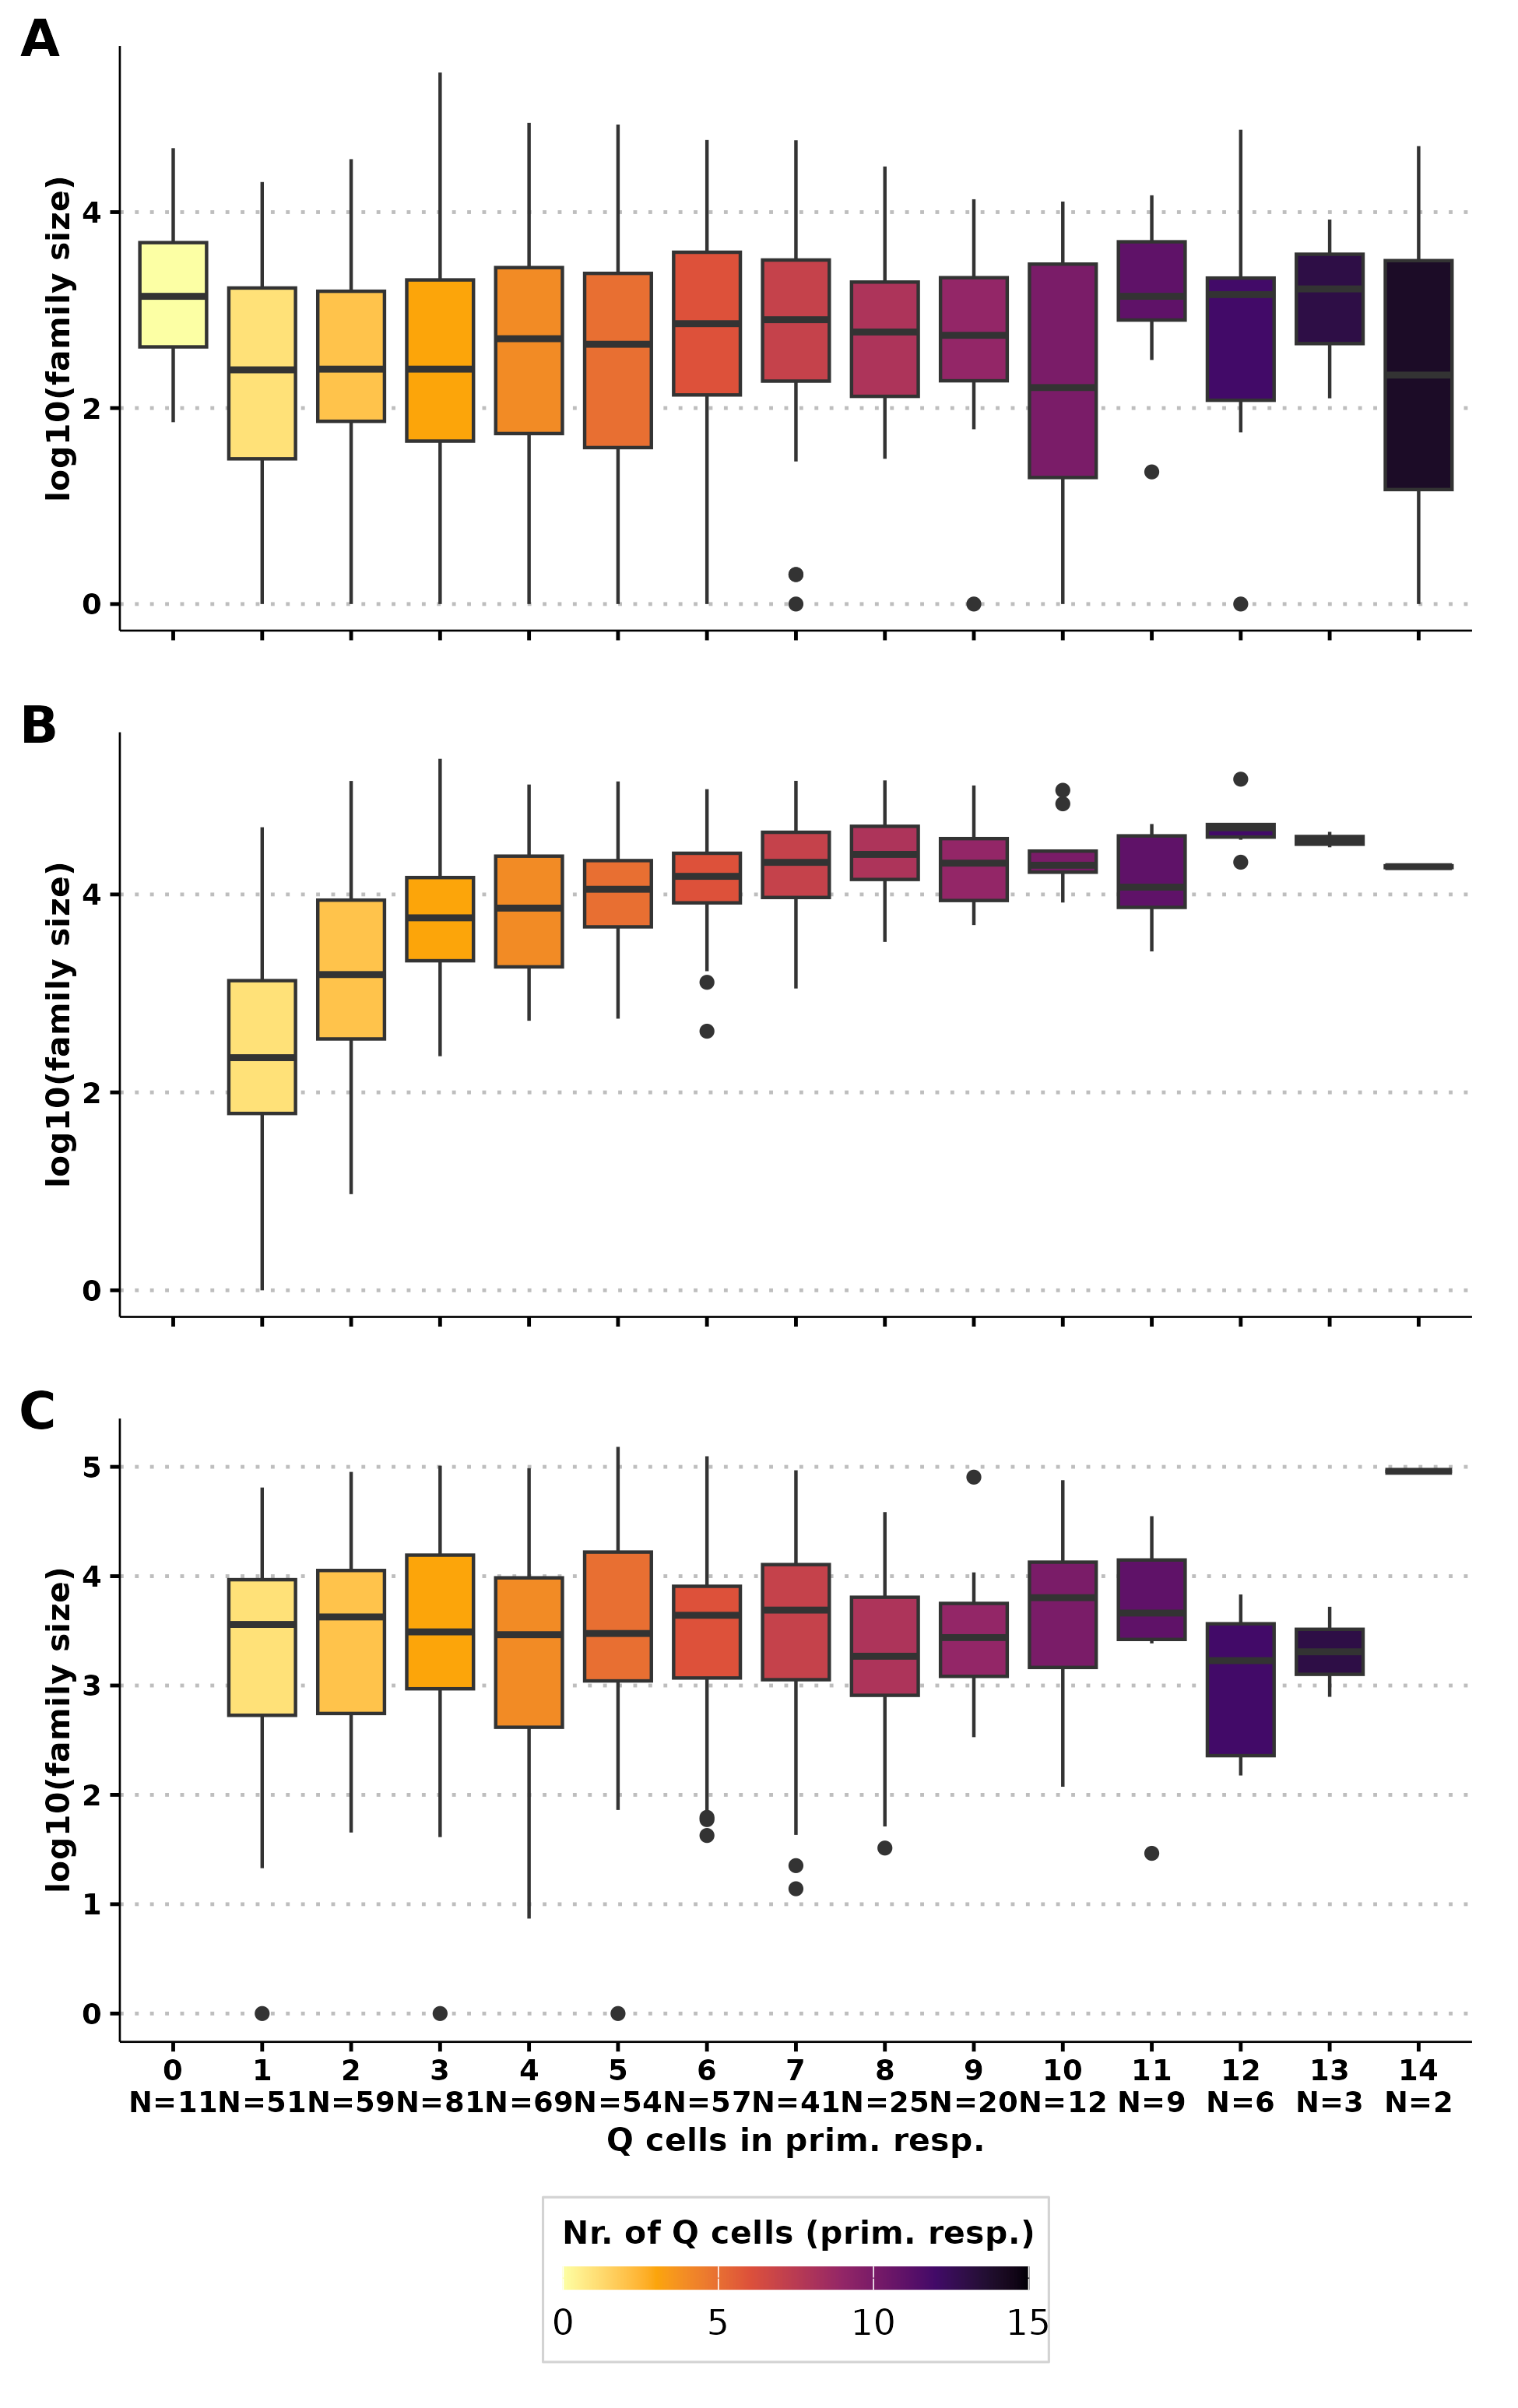 A
log10(family size)
4
2
0
B
log10(family size)
4
2
0
C
log10(family size)
5
4
3
2
1
0
0 1 2 3 4 5 6 7 8 9 10 11 12 13 14
N=11 N=51 N=59 N=81 N=69 N=54 N=57 N=41 N=25 N=20 N=12 N=9 N=6 N=3 N=2
Q cells in prim. resp.
Nr. of Q cells (prim. resp.)
0 5 10 15